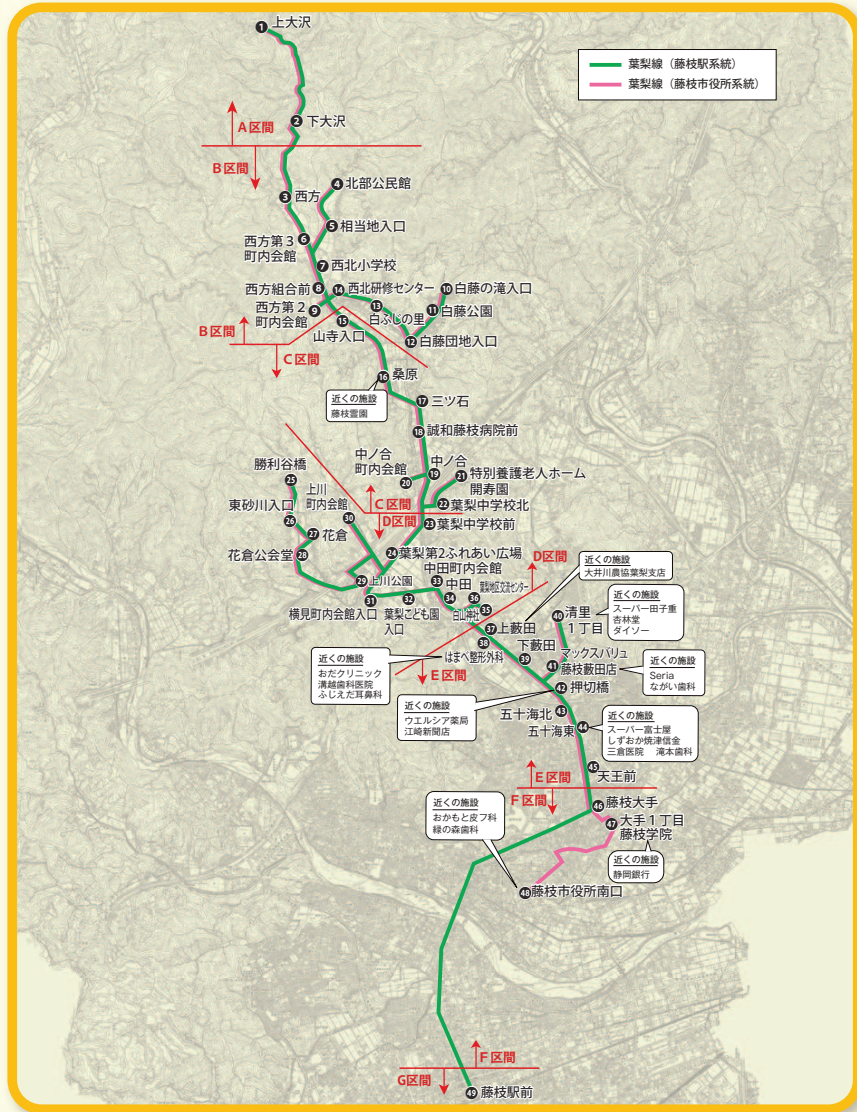 葉梨線（藤枝駅系統）
葉梨線（藤枝市役所系統）
1 上大沢
2 下大沢
A区間
B区間
3 西方
4 北部公民館
5 相当地入口
6 西方第３
町内会館
7 西北小学校
8 西方組合前
9 西方第２
町内会館
14 西北研修センター
10 白藤の滝入口
11 白藤公園
13 白ふじの里
12 白藤団地入口
15 山寺入口
B区間
C区間
16 桑原
近くの施設
藤枝霊園
17 三ツ石
18 誠和藤枝病院前
19 中ノ合
20 中ノ合
町内会館
21 特別養護老人ホーム
開寿園
22 葉梨中学校北
C区間
D区間
23 葉梨中学校前
24 葉梨第2ふれあい広場
25 勝利谷橋
26 東砂川入口
27 花倉
28 花倉公会堂
30 上川
町内会館
29 上川公園
31 横見町内会館入口
32 葉梨こども園
入口
33 中田町内会館
34 中田
35 白山神社
36 葉梨地区交流センター
D区間
E区間
37 上藪田
近くの施設
大井川農協葉梨支店
38 はまべ整形外科
近くの施設
おだクリニック
溝越歯科医院
ふじえだ耳鼻科
39 下藪田
40 清里
１丁目
近くの施設
スーパー田子重
杏林堂
ダイソー
41 マックスバリュ
藤枝藪田店
近くの施設
Seria
ながい歯科
42 押切橋
近くの施設
ウエルシア薬局
江崎新聞店
43 五十海北
44 五十海東
近くの施設
スーパー富士屋
しずおか焼津信金
三倉医院　滝本歯科
45 天王前
E区間
F区間
46 藤枝大手
47 大手１丁目
藤枝学院
近くの施設
静岡銀行
近くの施設
おかもと皮フ科
緑の森歯科
48 藤枝市役所南口
F区間
G区間
49 藤枝駅前